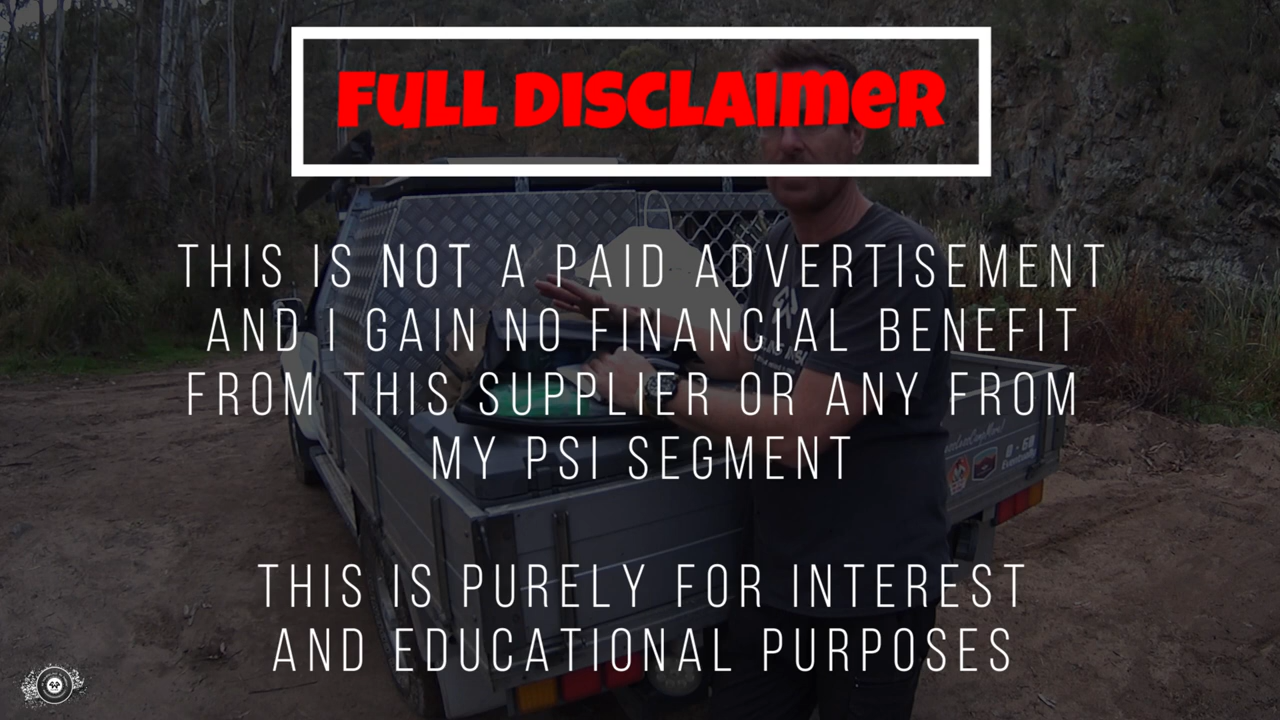 FULL DISCLAIMER
THIS IS NOT A PAID ADVERTISEMENT
AND I GAIN NO FINANCIAL BENEFIT
FROM THIS SUPPLIER OR ANY FROM
MY PSI SEGMENT
THIS IS PURELY FOR INTEREST
AND EDUCATIONAL PURPOSES